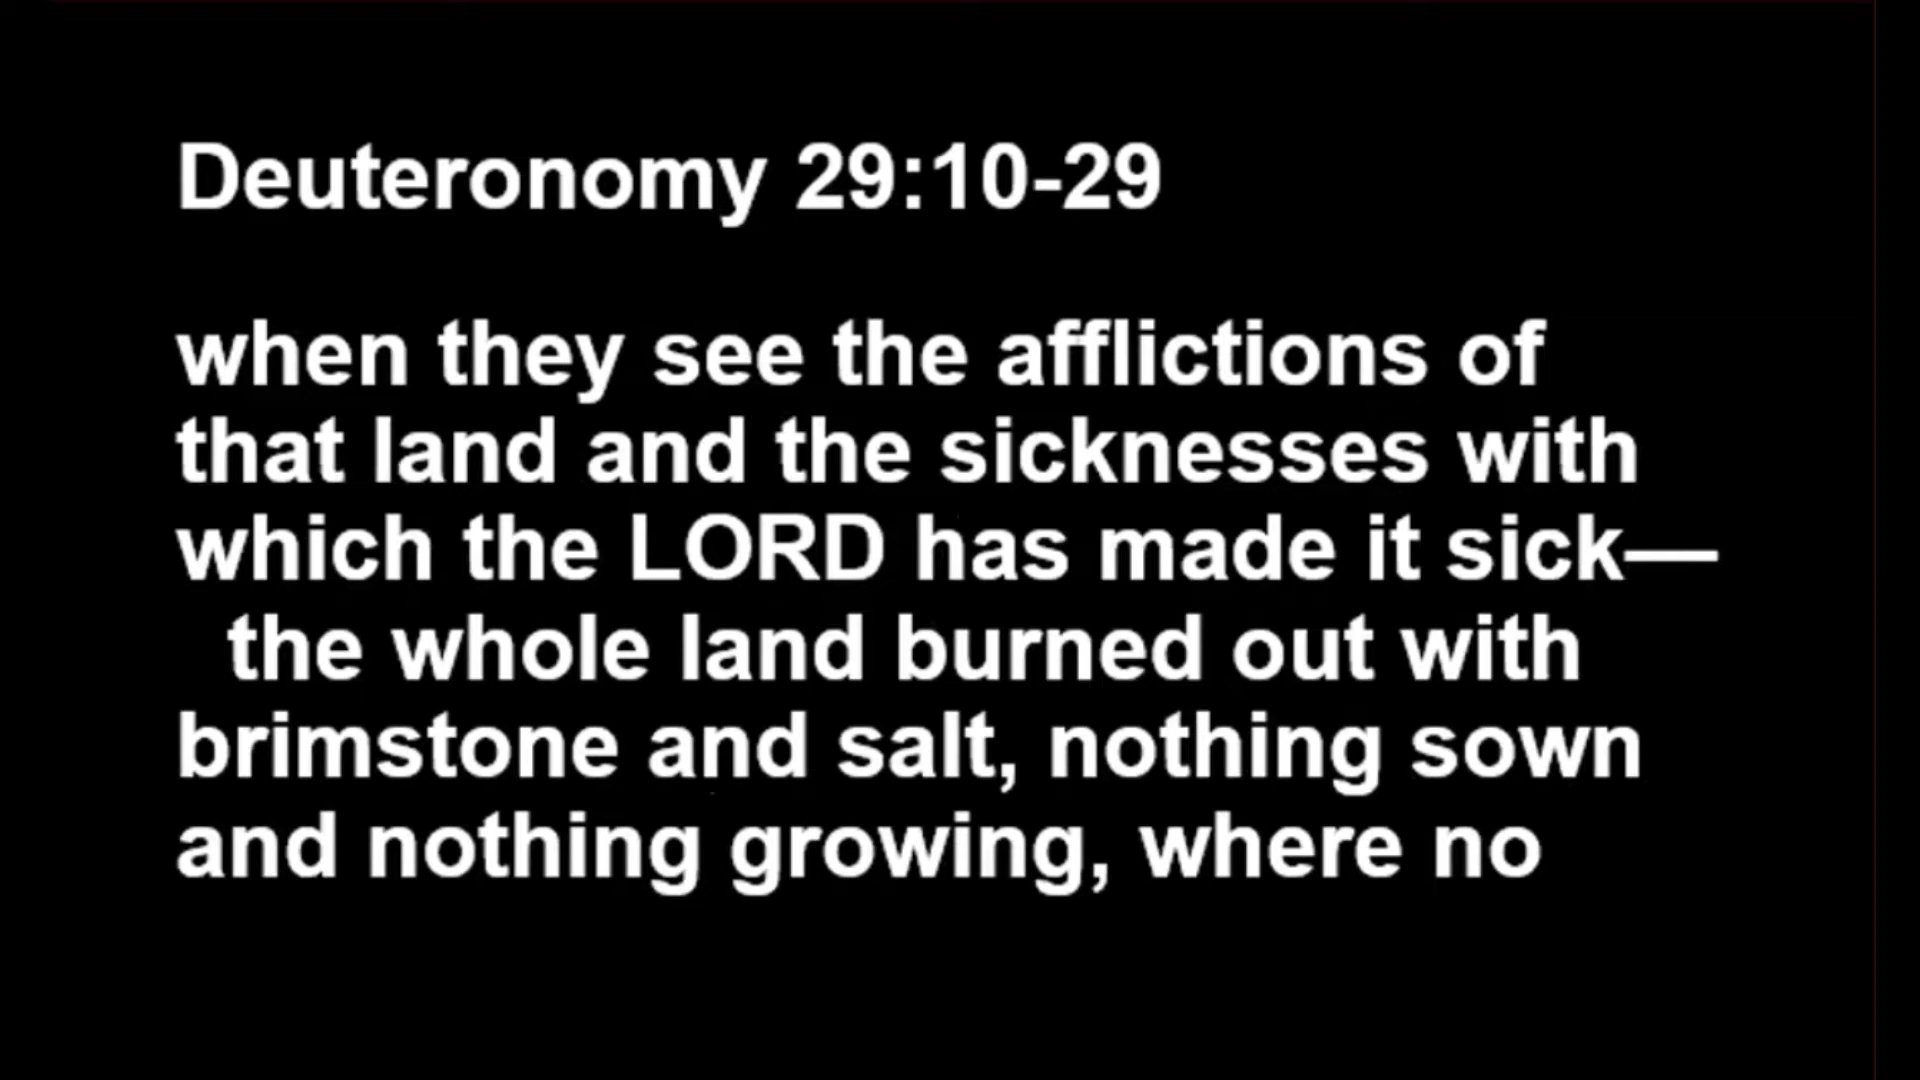 Deuteronomy 29:10-29
when they see the afflictions of
that land and the sicknesses with
which the LORD has made it sick—
the whole land burned out with
brimstone and salt, nothing sown
and nothing growing, where no